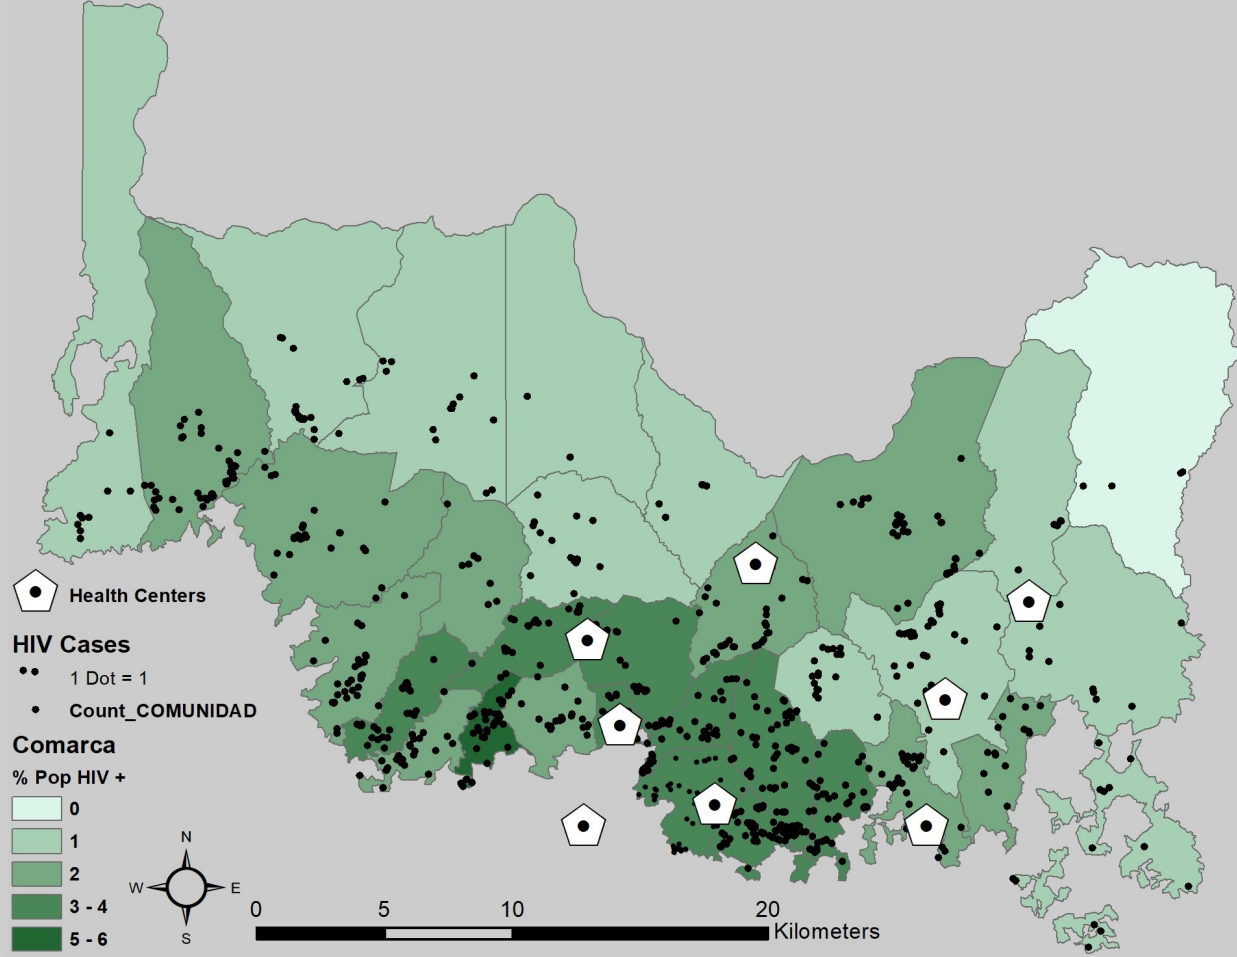 Health Centers
HIV Cases
1 Dot = 1
Count_COMUNIDAD
Comarca
% Pop HIV +
0
1
2
3 - 4
5 - 6
N
W E
S
0 5 10 20
Kilometers